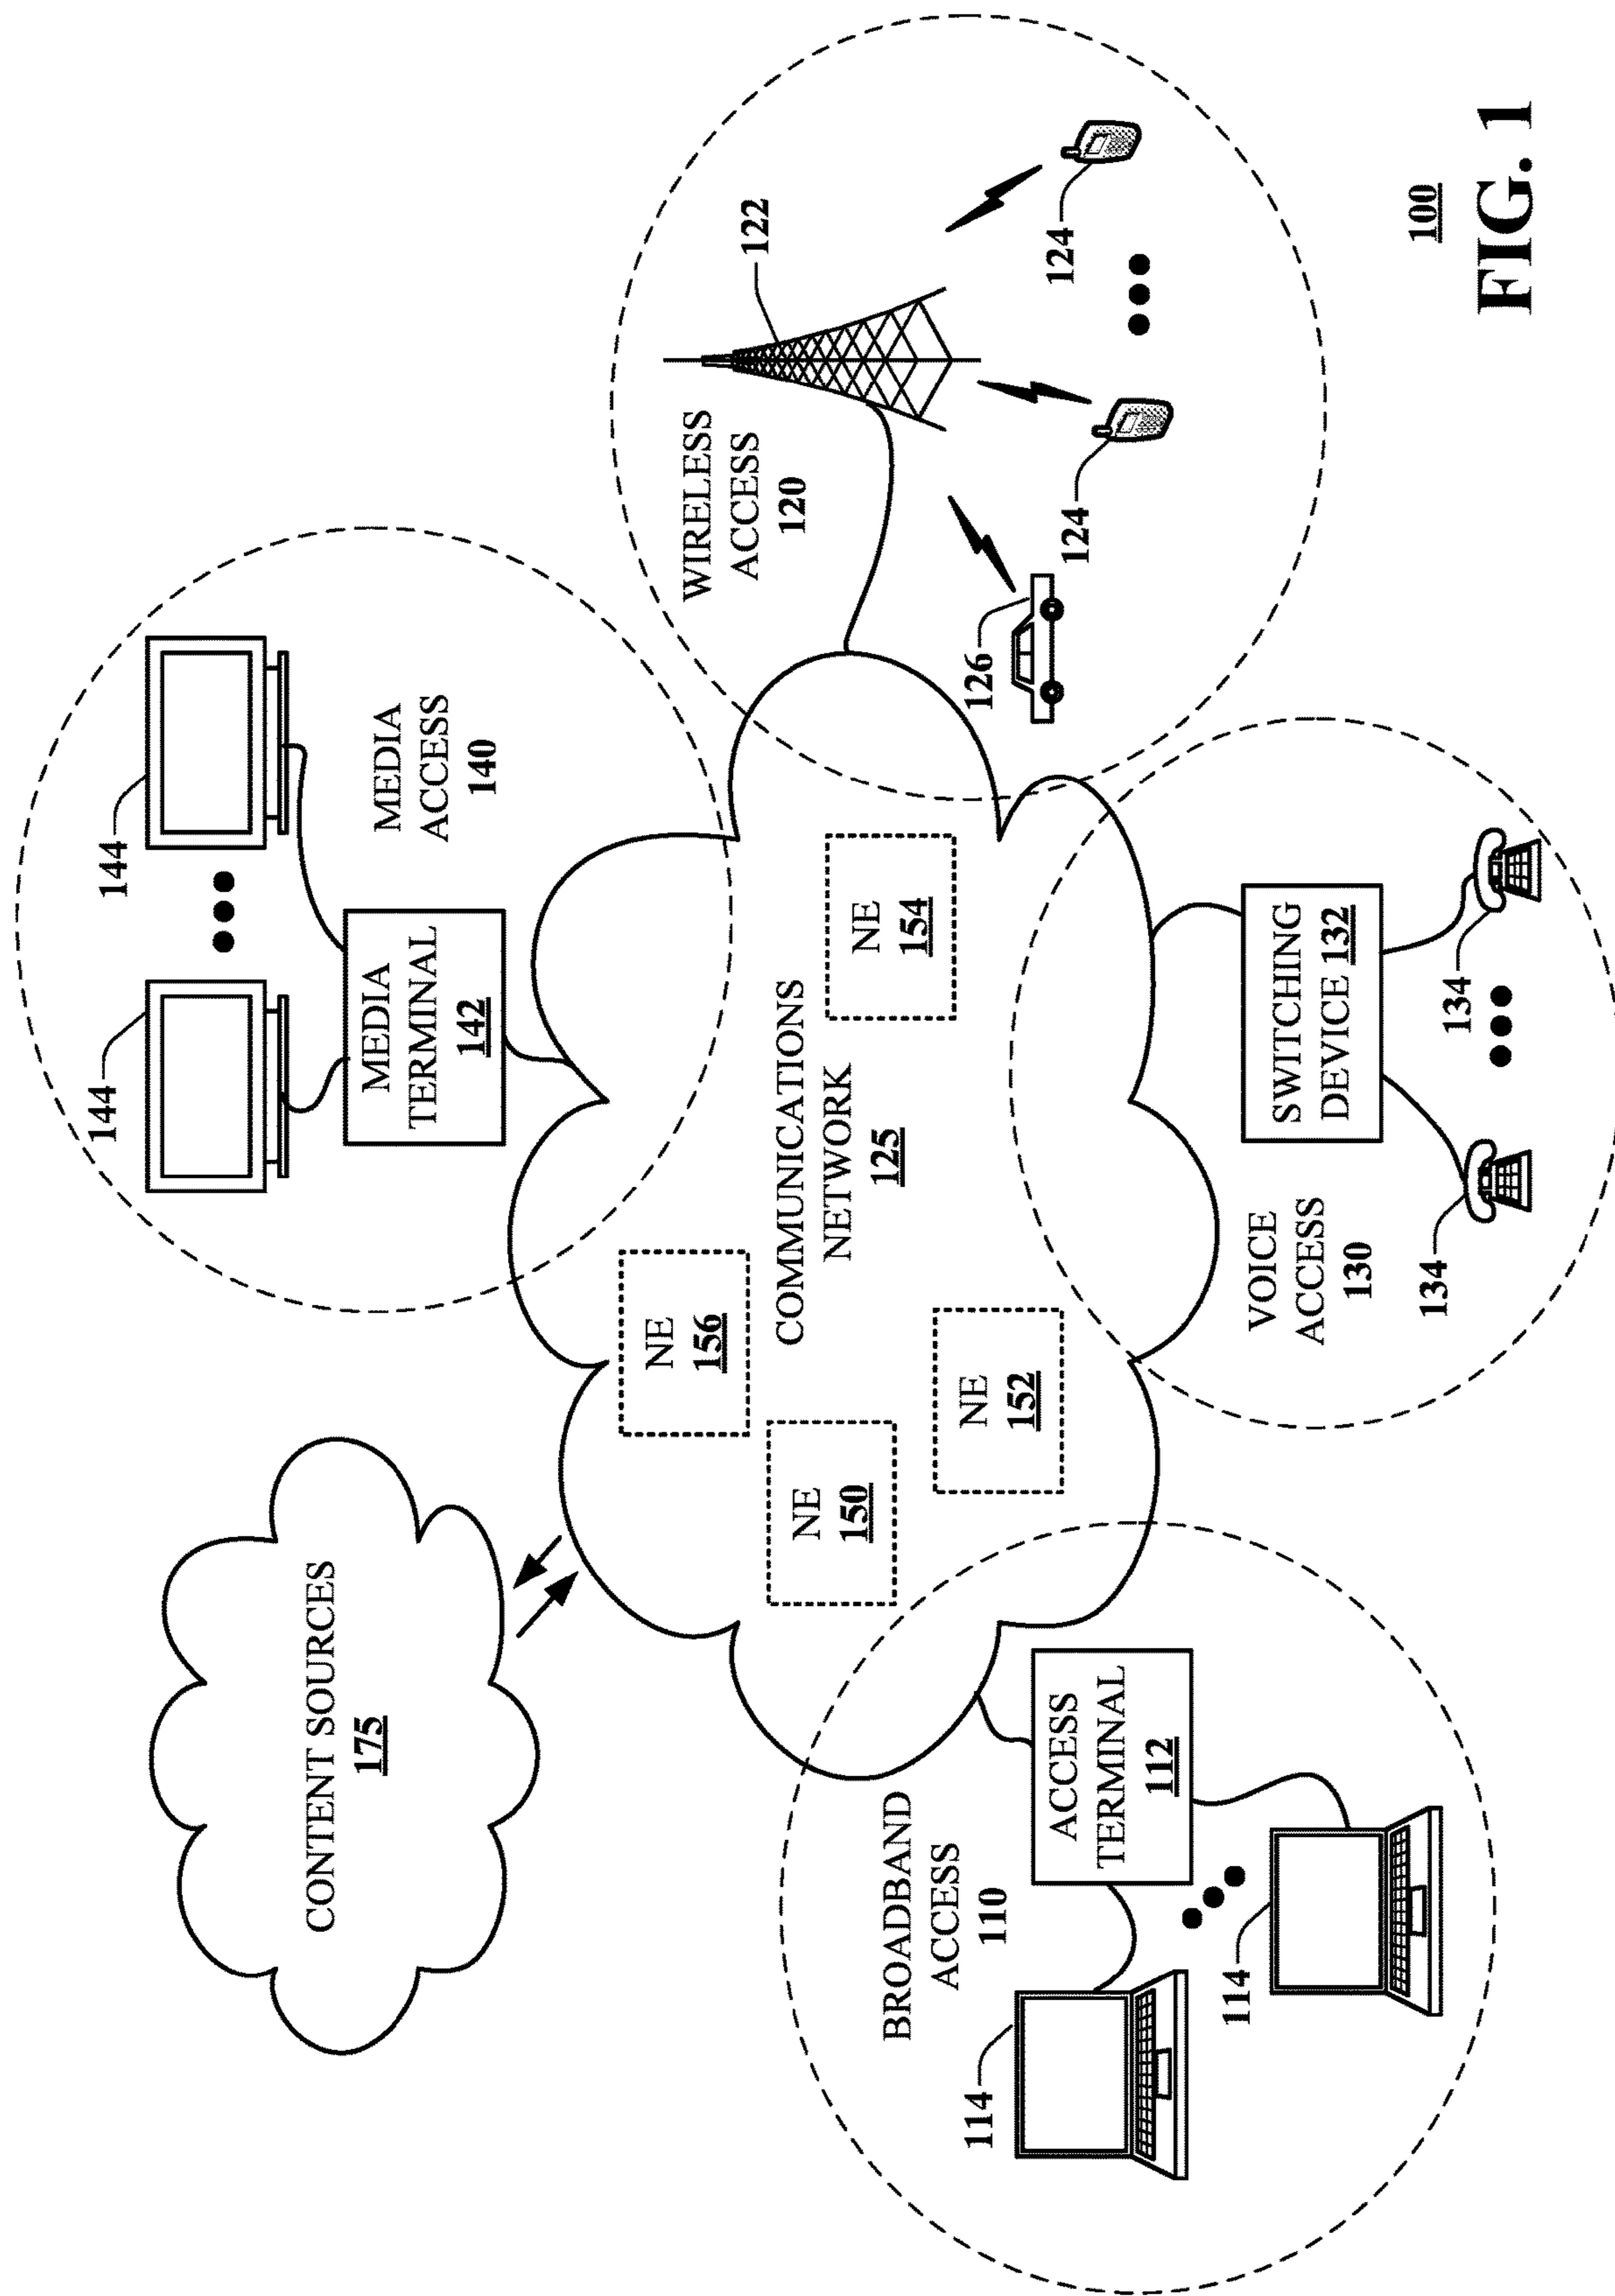 CONTENT SOURCES
175
144
144
MEDIA
TERMINAL
142
MEDIA
ACCESS
140
WIRELESS
ACCESS
120
122
124
124
126
NE
156
NE
150
NE
152
NE
154
COMMUNICATIONS
NETWORK
125
BROADBAND
ACCESS
110
ACCESS
TERMINAL
112
114
114
VOICE
ACCESS
130
SWITCHING
DEVICE 132
134
134
100
FIG. 1